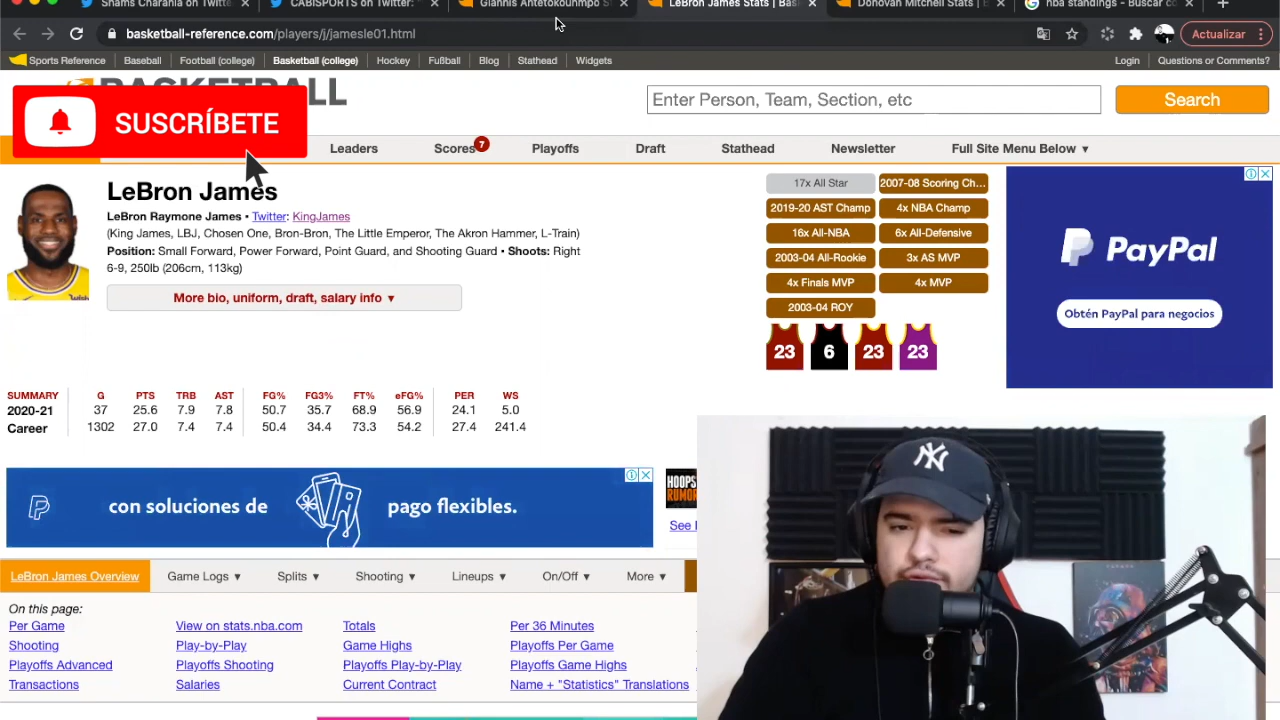 Shams Charania on Twitter
CABISPORTS on Twitter: "
Giannis Antetokounmpo S
LeBron James Stats | Bas
Donovan Mitchell Stats | B
nba standings - Buscar co
basketball-reference.com/players/j/jamesle01.html
Actualizar
Sports Reference
Baseball
Football (college)
Basketball (college)
Hockey
Fußball
Blog
Stathead
Widgets
Login
Questions or Comments?
BASKETBALL
Enter Person, Team, Section, etc
Search
SUSCRÍBETE
Leaders
Scores 7
Playoffs
Draft
Stathead
Newsletter
Full Site Menu Below ▼
LeBron James
LeBron Raymone James • Twitter: KingJames
(King James, LBJ, Chosen One, Bron-Bron, The Little Emperor, The Akron Hammer, L-Train)
Position: Small Forward, Power Forward, Point Guard, and Shooting Guard • Shoots: Right
6-9, 250lb (206cm, 113kg)
More bio, uniform, draft, salary info ▼
17x All Star
2007-08 Scoring Ch...
2019-20 AST Champ
4x NBA Champ
16x All-NBA
6x All-Defensive
2003-04 All-Rookie
3x AS MVP
4x Finals MVP
4x MVP
2003-04 ROY
23 6 23 23
PayPal
Obtén PayPal para negocios
SUMMARY G PTS TRB AST FG% FG3% FT% eFG% PER WS
2020-21 37 25.6 7.9 7.8 50.7 35.7 68.9 56.9 24.1 5.0
Career 1302 27.0 7.4 7.4 50.4 34.4 73.3 54.2 27.4 241.4
con soluciones de pago flexibles.
HOOPS
RUMOR
See
LeBron James Overview
Game Logs ▼
Splits ▼
Shooting ▼
Lineups ▼
On/Off ▼
More ▼
On this page:
Per Game
View on stats.nba.com
Totals
Per 36 Minutes
Shooting
Play-by-Play
Game Highs
Playoffs Per Game
Playoffs Advanced
Playoffs Shooting
Playoffs Play-by-Play
Playoffs Game Highs
Transactions
Salaries
Current Contract
Name + "Statistics" Translations